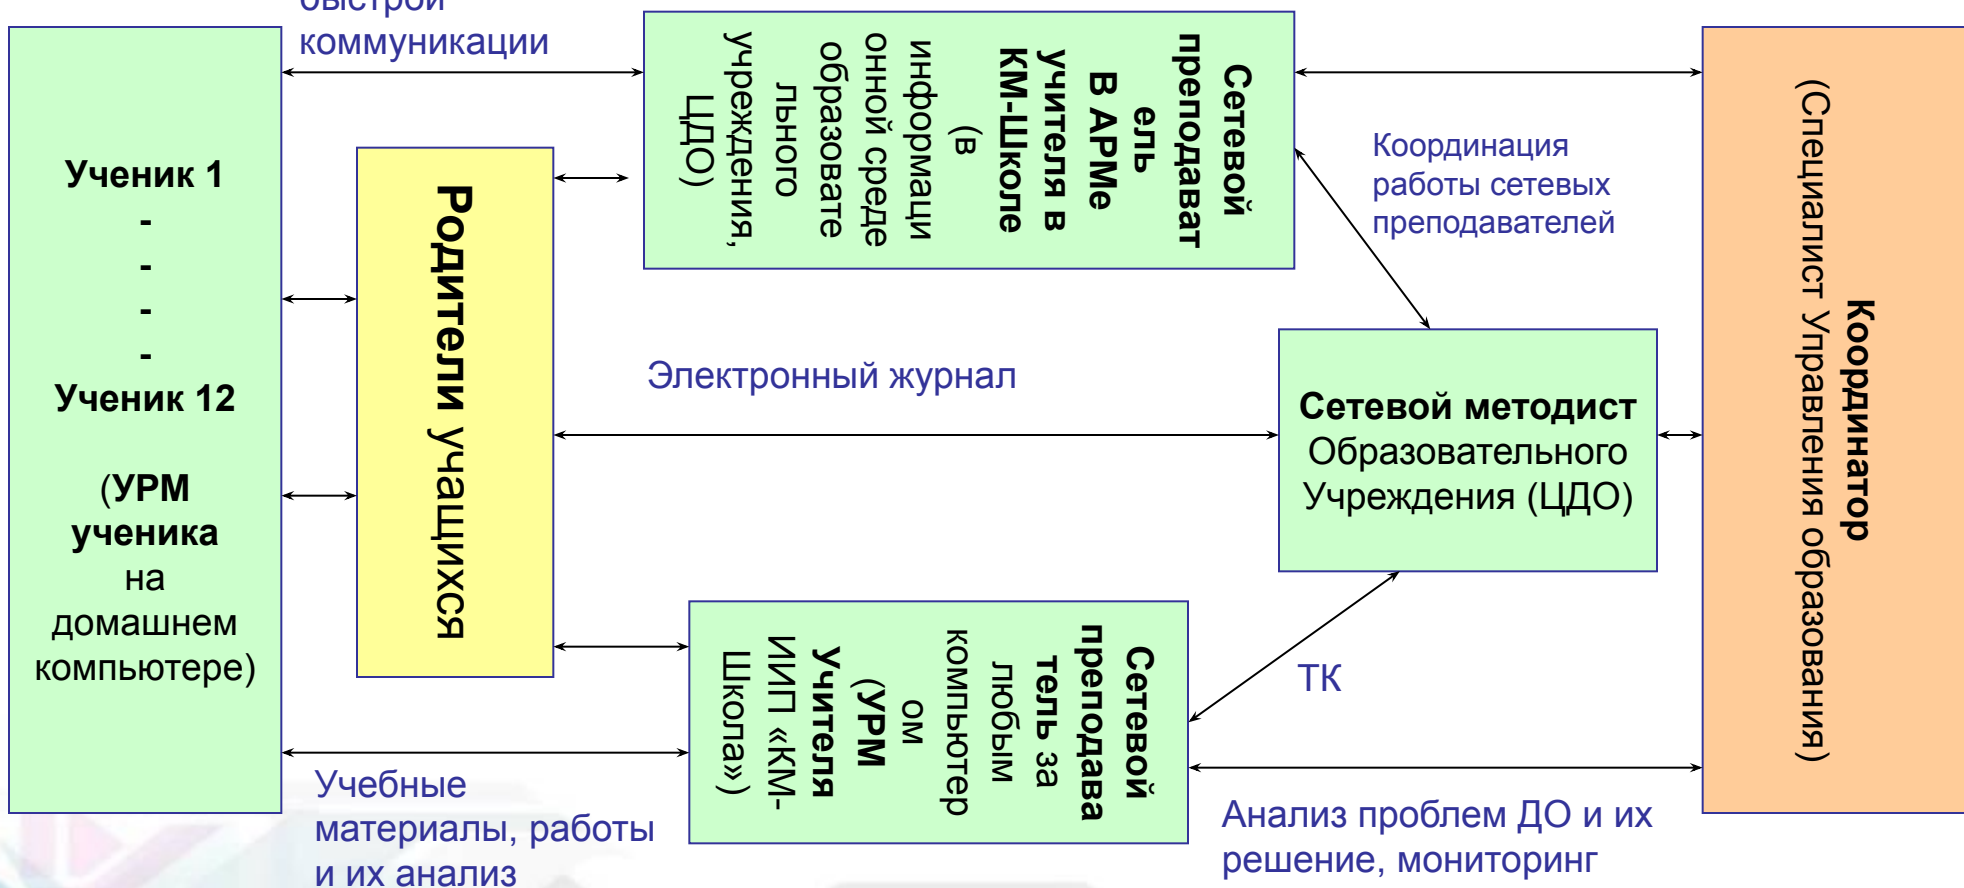 быстрой
коммуникации
Ученик 1
-
-
-
-
Ученик 12
(УРМ
ученика
на
домашнем
компьютере)
Родители учащихся
Сетевой
преподават
ель
В АРМе
учителя в
КМ-Школе
(в
информаци
онной среде
образовате
льного
учреждения,
ЦДО)
Координация
работы сетевых
преподавателей
Электронный журнал
Сетевой методист
Образовательного
Учреждения (ЦДО)
Координатор
(Специалист Управления образования)
Сетевой
преподава
тель за
любым
компьютер
ом
(УРМ
Учителя
ИИП «КМ-
Школа»)
ТК
Учебные
материалы, работы
и их анализ
Анализ проблем ДО и их
решение, мониторинг